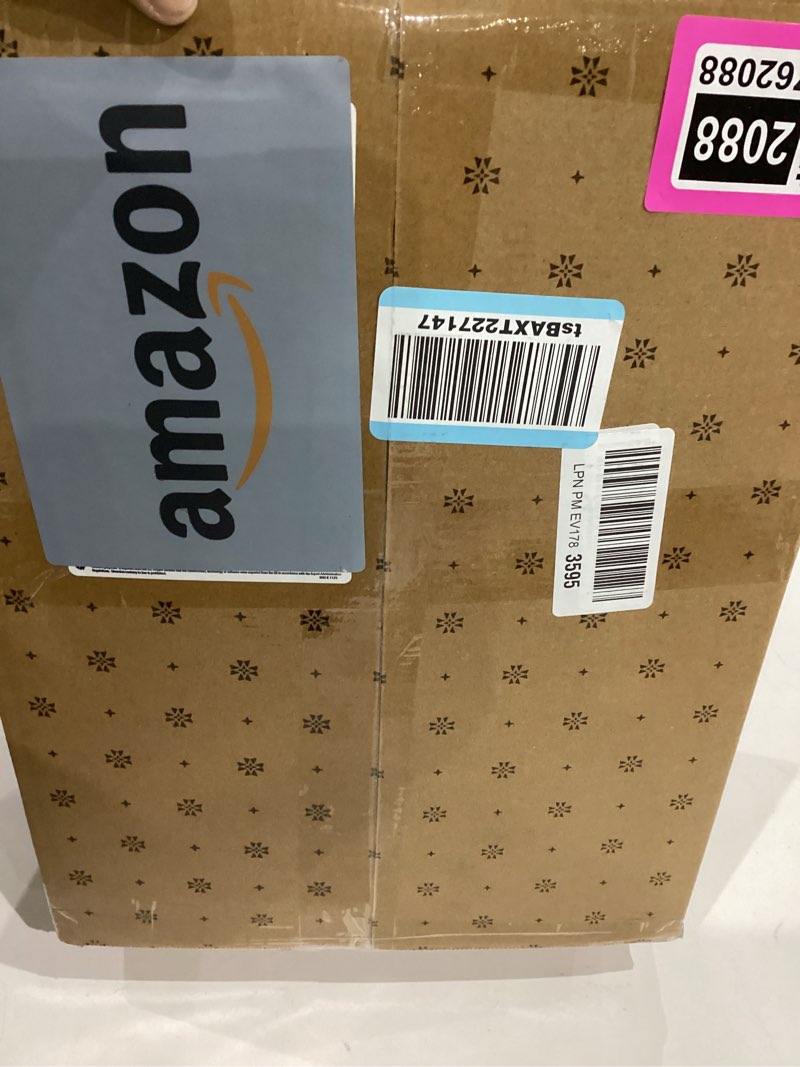 amazon
762088
2088
tsBAXT227147
LPN PM EV178 3595